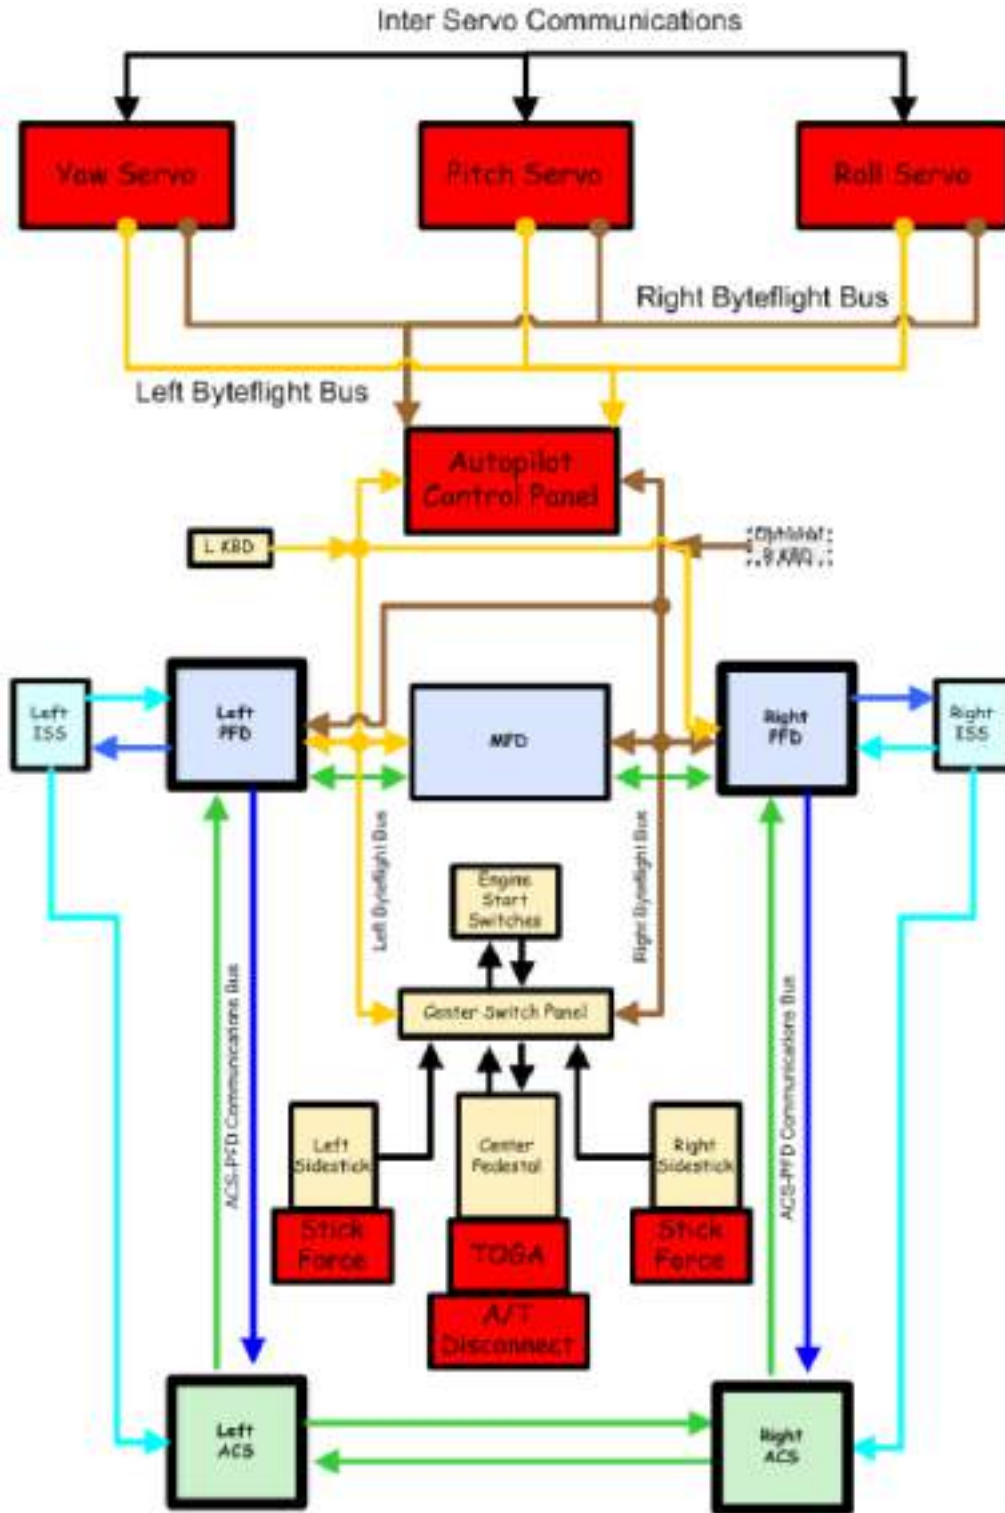 Inter Servo Communications
Yaw Servo
Pitch Servo
Roll Servo
Right Byteflight Bus
Left Byteflight Bus
Autopilot
Control Panel
L KBD
Optional
R KBD
Left
ISS
Left
PFD
MFD
Right
PFD
Right
ISS
Left Byteflight Bus
Right Byteflight Bus
Engine
Start
Switches
Center Switch Panel
ACS-PFD Communications Bus
ACS-PFD Communications Bus
Left
Sidestick
Center
Pedestal
Right
Sidestick
Stick
Force
TOGA
Stick
Force
A/T
Disconnect
Left
ACS
Right
ACS